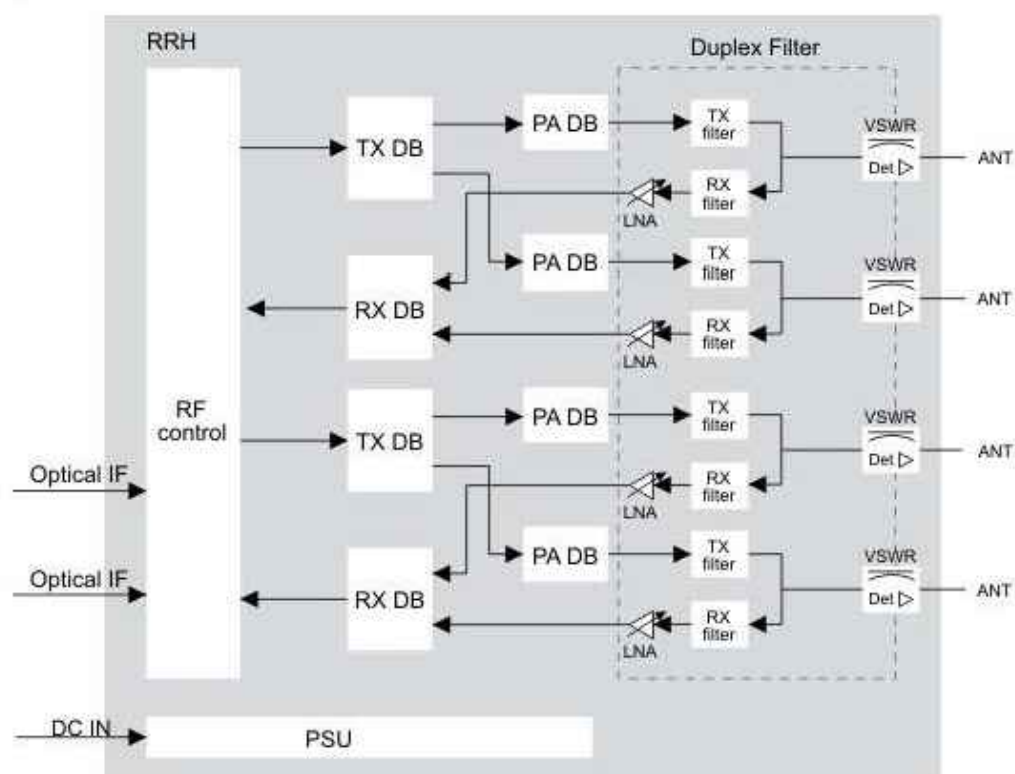 RRH
Duplex Filter
TX DB
PA DB
TX
filter
VSWR
Det
ANT
RX
filter
LNA
PA DB
TX
filter
VSWR
Det
ANT
RX DB
RX
filter
LNA
RF
control
TX DB
PA DB
TX
filter
VSWR
Det
ANT
Optical IF
RX
filter
LNA
PA DB
TX
filter
VSWR
Det
ANT
Optical IF
RX DB
RX
filter
LNA
DC IN
PSU